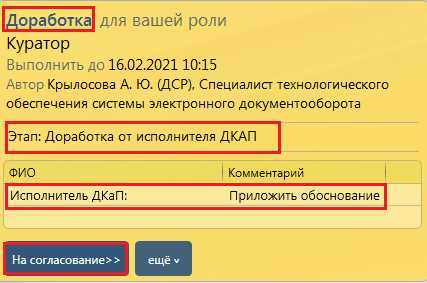 Доработка для вашей роли
Куратор
Выполнить до 16.02.2021 10:15
Автор Крылосова А. Ю. (ДСР), Специалист технологического
обеспечения системы электронного документооборота
Этап: Доработка от исполнителя ДКАП
ФИО Комментарий
Исполнитель ДКаП: Приложить обоснование
На согласование>> ещё v